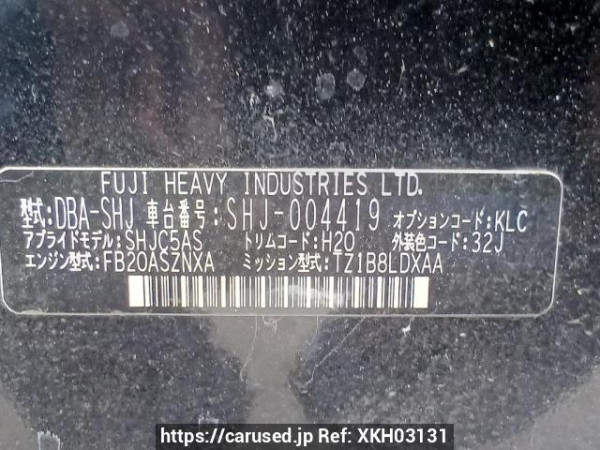 FUJI HEAVY INDUSTRIES LTD.
型式:DBA-SHJ 車台番号:SHJ-004419 オプションコード:KLC
アプライドモデル:SHJC5AS トリムコード:H20 外装色コード:32J
エンジン型式:FB20ASZNXA ミッション型式:TZ1B8LDXAA
https://carused.jp Ref: XKH03131